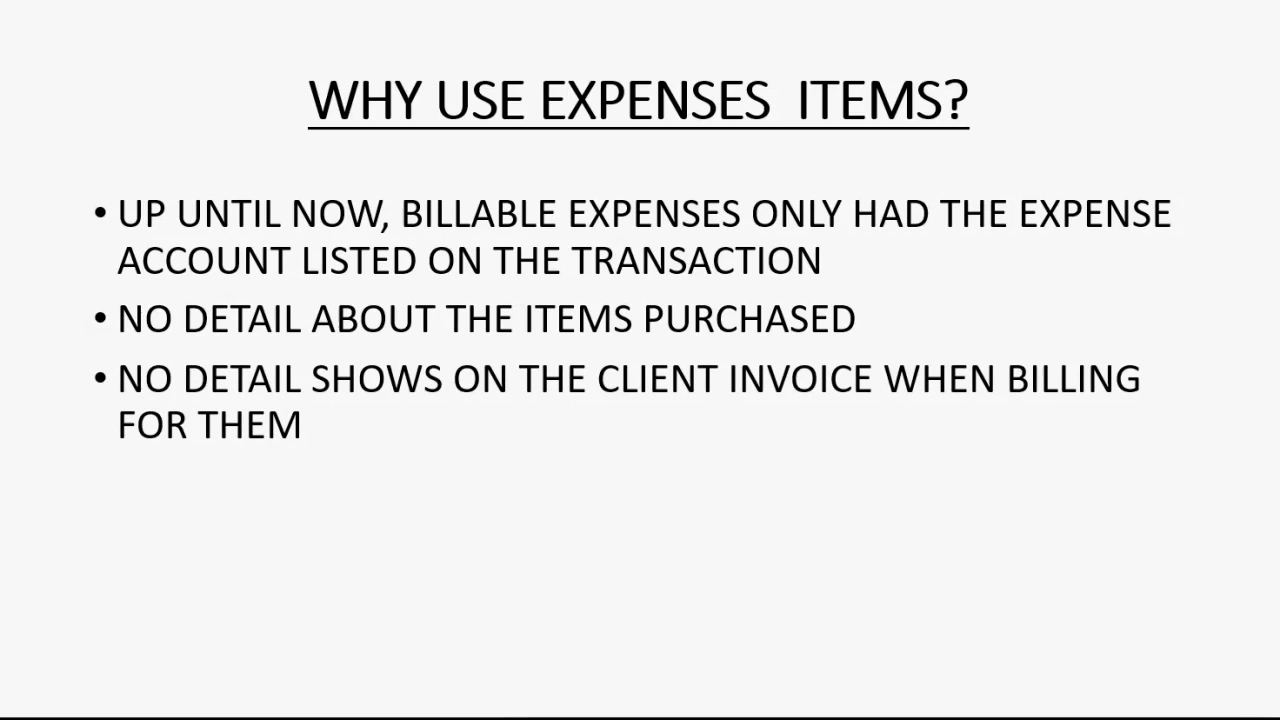 WHY USE EXPENSES  ITEMS?
• UP UNTIL NOW, BILLABLE EXPENSES ONLY HAD THE EXPENSE
ACCOUNT LISTED ON THE TRANSACTION
• NO DETAIL ABOUT THE ITEMS PURCHASED
• NO DETAIL SHOWS ON THE CLIENT INVOICE WHEN BILLING
FOR THEM